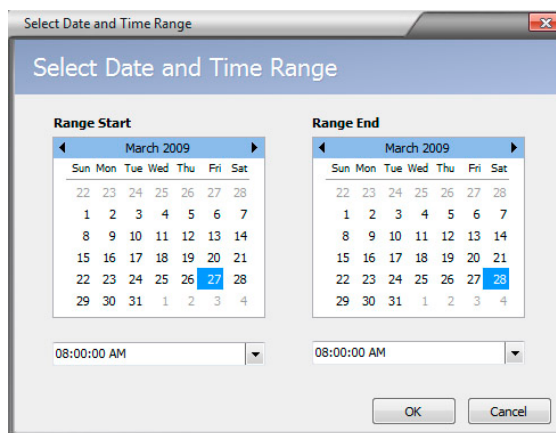 Select Date and Time Range
Select Date and Time Range
Range Start
March 2009
Sun Mon Tue Wed Thu Fri Sat
22 23 24 25 26 27 28
1 2 3 4 5 6 7
8 9 10 11 12 13 14
15 16 17 18 19 20 21
22 23 24 25 26 27 28
29 30 31 1 2 3 4
08:00:00 AM
Range End
March 2009
Sun Mon Tue Wed Thu Fri Sat
22 23 24 25 26 27 28
1 2 3 4 5 6 7
8 9 10 11 12 13 14
15 16 17 18 19 20 21
22 23 24 25 26 27 28
29 30 31 1 2 3 4
08:00:00 AM
OK
Cancel